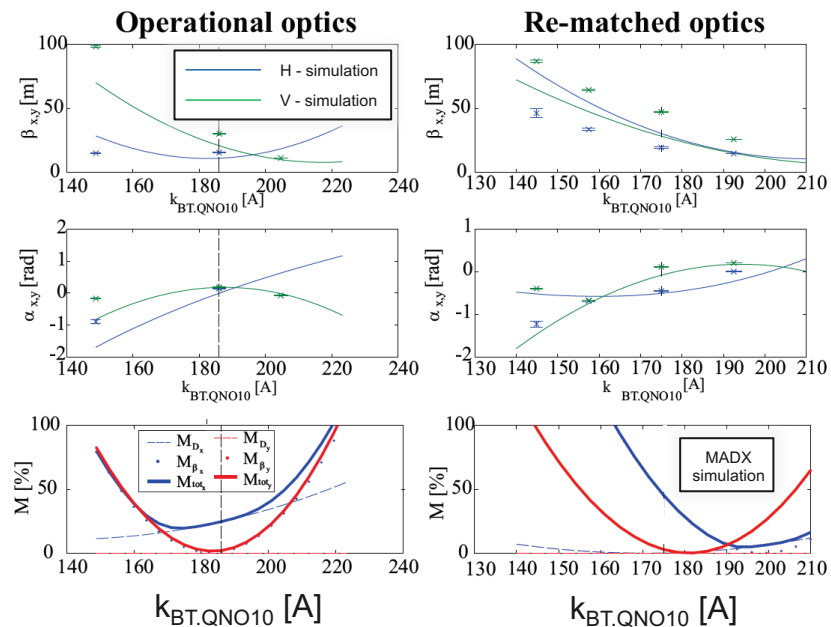 Operational optics
Re-matched optics
100
50
0
β x,y [m]
H - simulation
V - simulation
140 160 180 200 220 240
k BT.QNO10 [A]
100
50
0
β x,y [m]
130 140 150 160 170 180 190 200 210
k BT.QNO10 [A]
2
1
0
-1
-2
α x,y [rad]
140 160 180 200 220 240
k BT.QNO10 [A]
1
0
-1
-2
α x,y [rad]
130 140 150 160 170 180 190 200 210
k BT.QNO10 [A]
100
50
0
M [%]
M Dx M Dy
M βx M βy
M totx M toty
140 160 180 200 220 240
k BT.QNO10 [A]
100
50
0
M [%]
MADX
simulation
130 140 150 160 170 180 190 200 210
k BT.QNO10 [A]